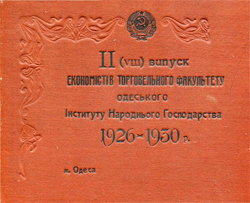 II (VIII) випуск
ЕКОНОМІСТІВ ТОРГОВЕЛЬНОГО ФАКУЛЬТЕТУ
ОДЕСЬКОГО
Інституту Народнього Господарства
1926-1930 р.
м. Одеса